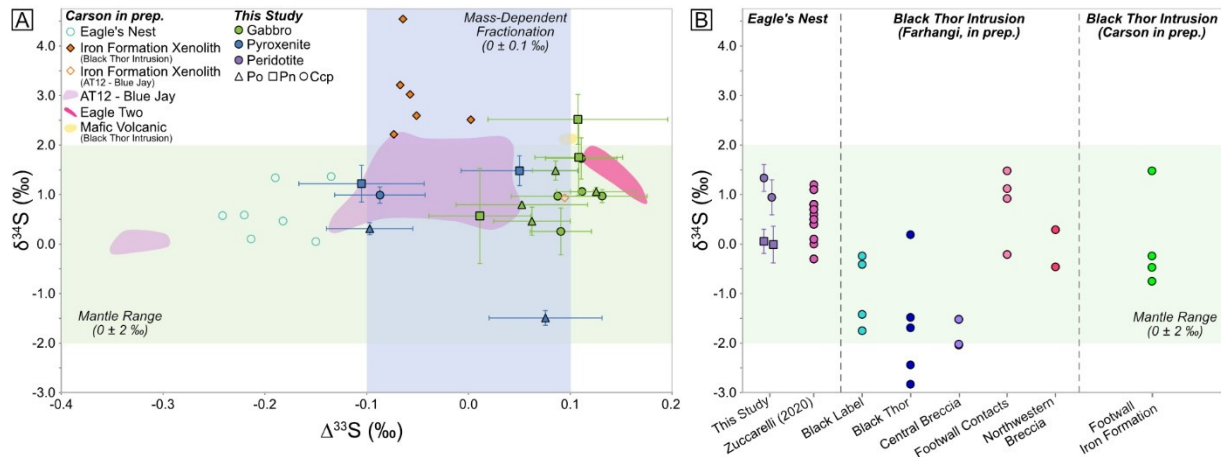 A
Carson in prep.
Eagle's Nest
Iron Formation Xenolith
(Black Thor Intrusion)
Iron Formation Xenolith
(AT12 - Blue Jay)
AT12 - Blue Jay
Eagle Two
Mafic Volcanic
(Black Thor Intrusion)
This Study
Gabbro
Pyroxenite
Peridotite
Po Pn Ccp
Mass-Dependent
Fractionation
(0 ± 0.1 ‰)
Mantle Range
(0 ± 2 ‰)
δ³⁴S (‰)
4.0
3.0
2.0
1.0
0.0
-1.0
-2.0
-3.0
-0.4 -0.3 -0.2 -0.1 0.0 0.1 0.2
Δ³³S (‰)
B
Eagle's Nest
Black Thor Intrusion
(Farhangi, in prep.)
Black Thor Intrusion
(Carson in prep.)
Mantle Range
(0 ± 2 ‰)
δ³⁴S (‰)
4.0
3.0
2.0
1.0
0.0
-1.0
-2.0
-3.0
This Study
Zuccarelli (2020)
Black Label
Black Thor
Central Breccia
Footwall Contacts
Northwestern
Breccia
Footwall
Iron Formation